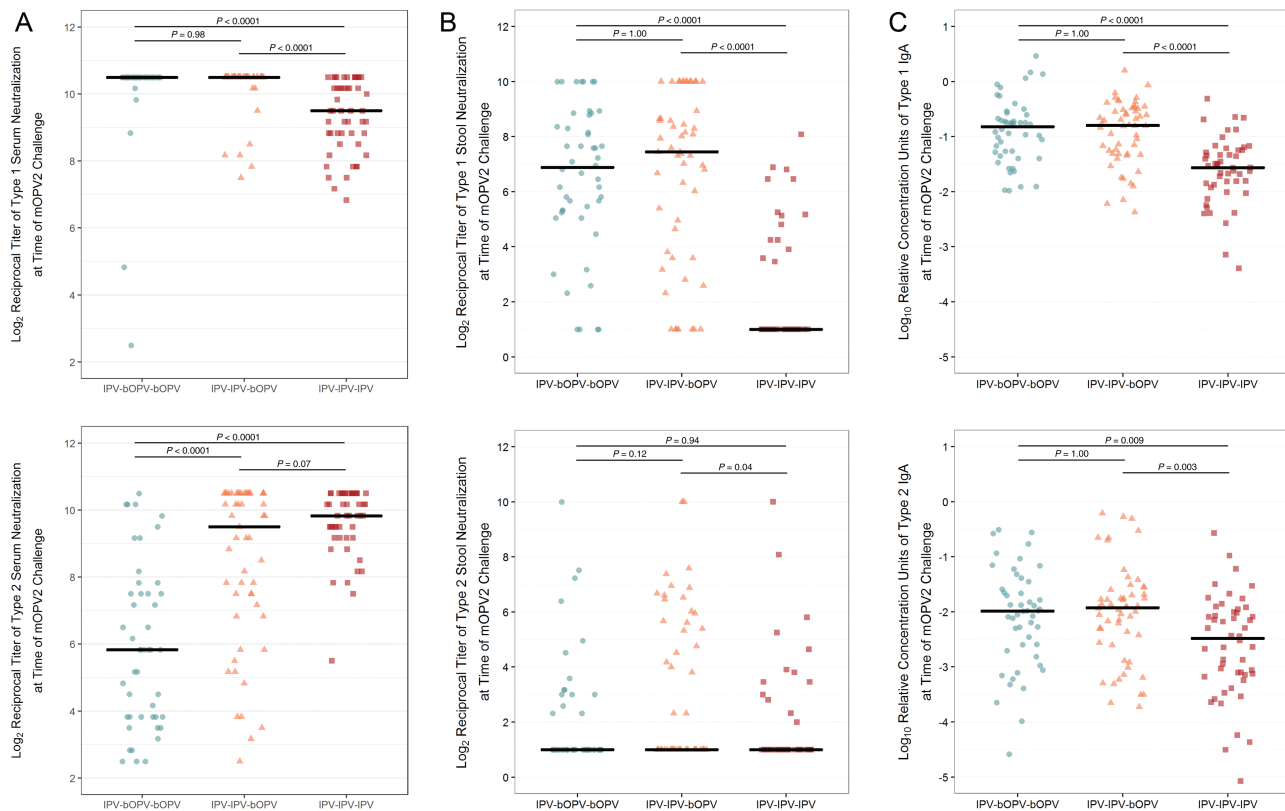 A
Log2 Reciprocal Titer of Type 1 Serum Neutralization
at Time of mOPV2 Challenge
12
10
8
6
4
2
P < 0.0001
P = 0.98
P < 0.0001
IPV-bOPV-bOPV
IPV-IPV-bOPV
IPV-IPV-IPV
B
Log2 Reciprocal Titer of Type 1 Stool Neutralization
at Time of mOPV2 Challenge
12
10
8
6
4
2
0
P < 0.0001
P = 1.00
P < 0.0001
IPV-bOPV-bOPV
IPV-IPV-bOPV
IPV-IPV-IPV
C
Log10 Relative Concentration Units of Type 1 IgA
at Time of mOPV2 Challenge
1
0
-1
-2
-3
-4
-5
P < 0.0001
P = 1.00
P < 0.0001
IPV-bOPV-bOPV
IPV-IPV-bOPV
IPV-IPV-IPV
Log2 Reciprocal Titer of Type 2 Serum Neutralization
at Time of mOPV2 Challenge
12
10
8
6
4
2
P < 0.0001
P < 0.0001
P = 0.07
IPV-bOPV-bOPV
IPV-IPV-bOPV
IPV-IPV-IPV
Log2 Reciprocal Titer of Type 2 Stool Neutralization
at Time of mOPV2 Challenge
12
10
8
6
4
2
0
P = 0.94
P = 0.12
P = 0.04
IPV-bOPV-bOPV
IPV-IPV-bOPV
IPV-IPV-IPV
Log10 Relative Concentration Units of Type 2 IgA
at Time of mOPV2 Challenge
1
0
-1
-2
-3
-4
-5
P = 0.009
P = 1.00
P = 0.003
IPV-bOPV-bOPV
IPV-IPV-bOPV
IPV-IPV-IPV